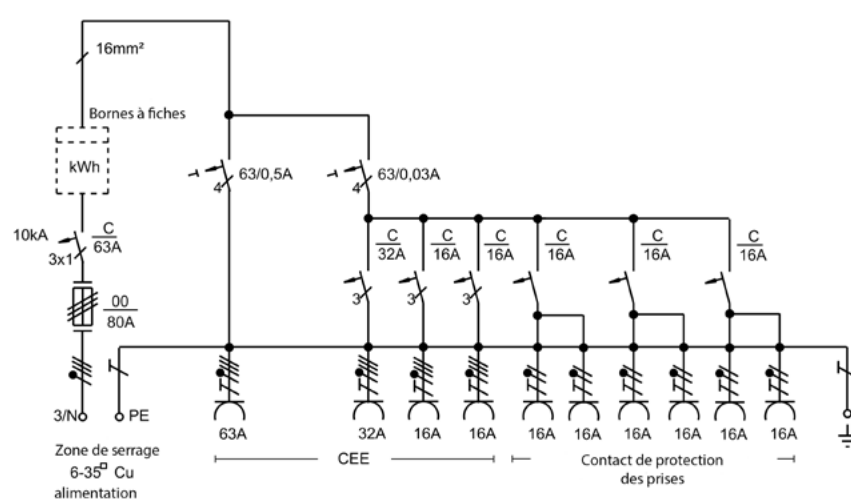 16mm²
Bornes à fiches
kWh
63/0,5A
4
63/0,03A
4
10kA
C
63A
3x1
C
32A
C
16A
C
16A
C
16A
C
16A
C
16A
3
3
3
00
80A
3/N
PE
63A
32A
16A
16A
16A
16A
16A
16A
16A
16A
Zone de serrage
6-35□ Cu
alimentation
CEE
Contact de protection
des prises